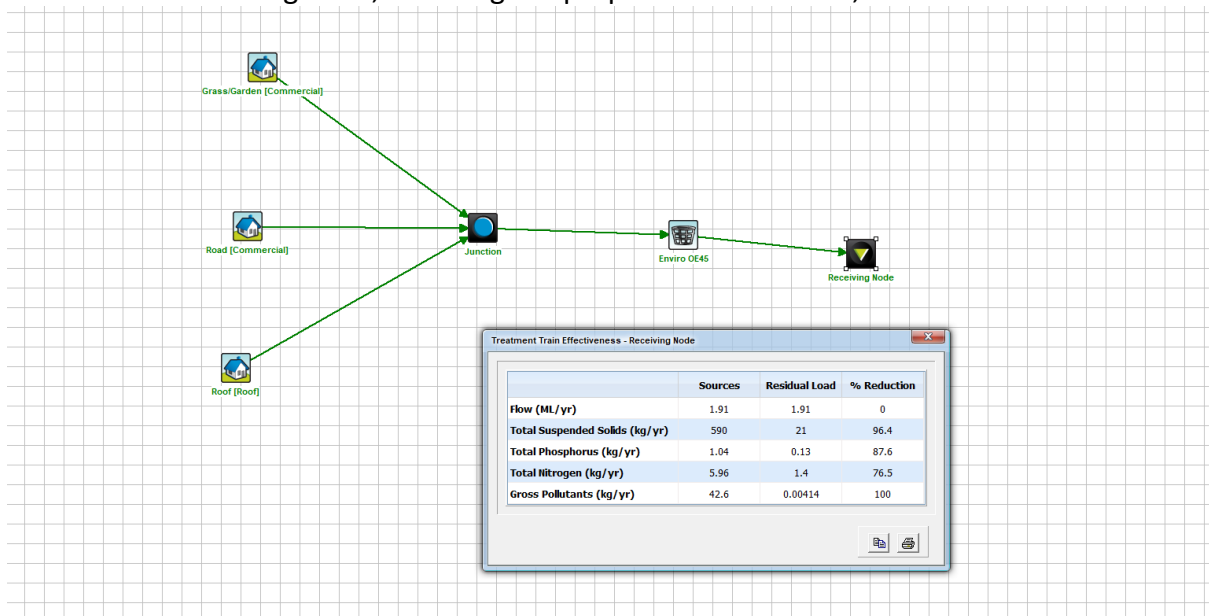 Grass/Garden [Commercial]
Road [Commercial]
Junction
Enviro OE45
Receiving Node
Roof [Roof]
Treatment Train Effectiveness - Receiving Node
Sources Residual Load % Reduction
Flow (ML/yr) 1.91 1.91 0
Total Suspended Solids (kg/yr) 590 21 96.4
Total Phosphorus (kg/yr) 1.04 0.13 87.6
Total Nitrogen (kg/yr) 5.96 1.4 76.5
Gross Pollutants (kg/yr) 42.6 0.00414 100